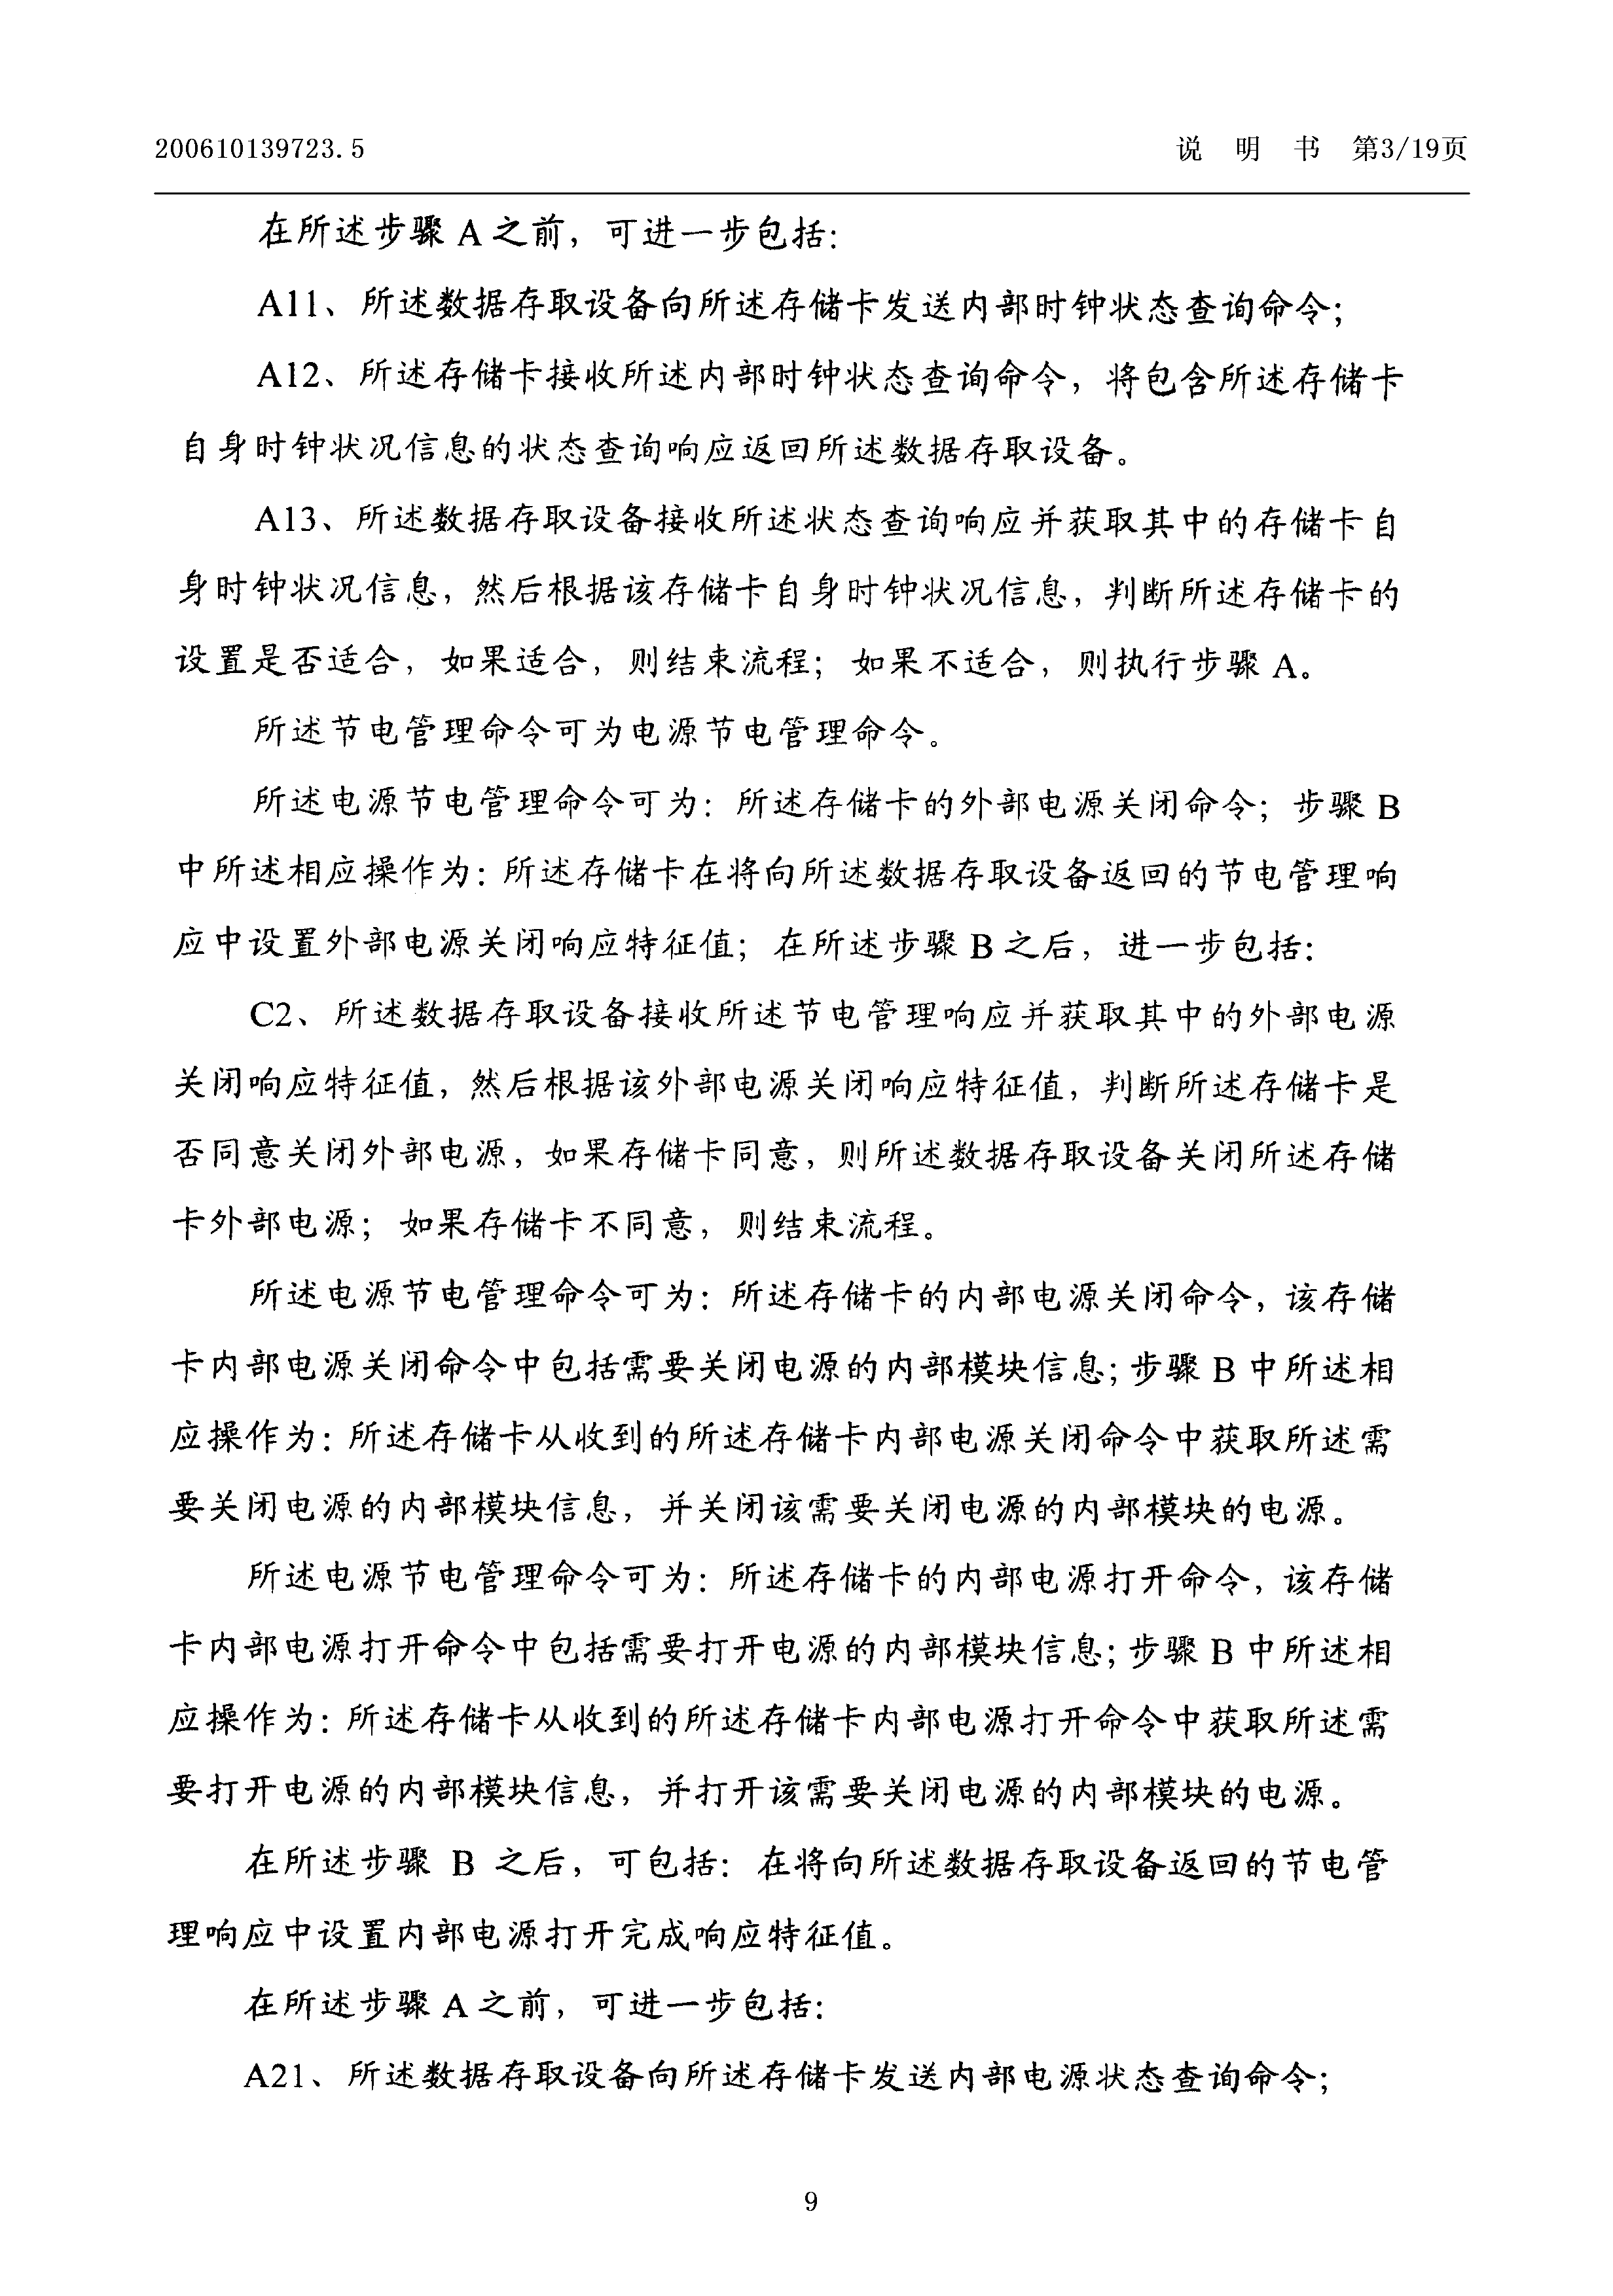 200610139723.5 说 明 书 第3/19页
在所述步骤 A 之前，可进一步包括：
A11、所述数据存取设备向所述存储卡发送内部时钟状态查询命令；
A12、所述存储卡接收所述内部时钟状态查询命令，将包含所述存储卡
自身时钟状况信息的状态查询响应返回所述数据存取设备。
A13、所述数据存取设备接收所述状态查询响应并获取其中的存储卡自
身时钟状况信息，然后根据该存储卡自身时钟状况信息，判断所述存储卡的
设置是否适合，如果适合，则结束流程；如果不适合，则执行步骤 A。
所述节电管理命令可为电源节电管理命令。
所述电源节电管理命令可为：所述存储卡的外部电源关闭命令；步骤 B
中所述相应操作为：所述存储卡在将向所述数据存取设备返回的节电管理响
应中设置外部电源关闭响应特征值；在所述步骤 B 之后，进一步包括：
C2、所述数据存取设备接收所述节电管理响应并获取其中的外部电源
关闭响应特征值，然后根据该外部电源关闭响应特征值，判断所述存储卡是
否同意关闭外部电源，如果存储卡同意，则所述数据存取设备关闭所述存储
卡外部电源；如果存储卡不同意，则结束流程。
所述电源节电管理命令可为：所述存储卡的内部电源关闭命令，该存储
卡内部电源关闭命令中包括需要关闭电源的内部模块信息；步骤 B 中所述相
应操作为：所述存储卡从收到的所述存储卡内部电源关闭命令中获取所述需
要关闭电源的内部模块信息，并关闭该需要关闭电源的内部模块的电源。
所述电源节电管理命令可为：所述存储卡的内部电源打开命令，该存储
卡内部电源打开命令中包括需要打开电源的内部模块信息；步骤 B 中所述相
应操作为：所述存储卡从收到的所述存储卡内部电源打开命令中获取所述需
要打开电源的内部模块信息，并打开该需要关闭电源的内部模块的电源。
在所述步骤 B 之后，可包括：在将向所述数据存取设备返回的节电管
理响应中设置内部电源打开完成响应特征值。
在所述步骤 A 之前，可进一步包括：
A21、所述数据存取设备向所述存储卡发送内部电源状态查询命令；
9